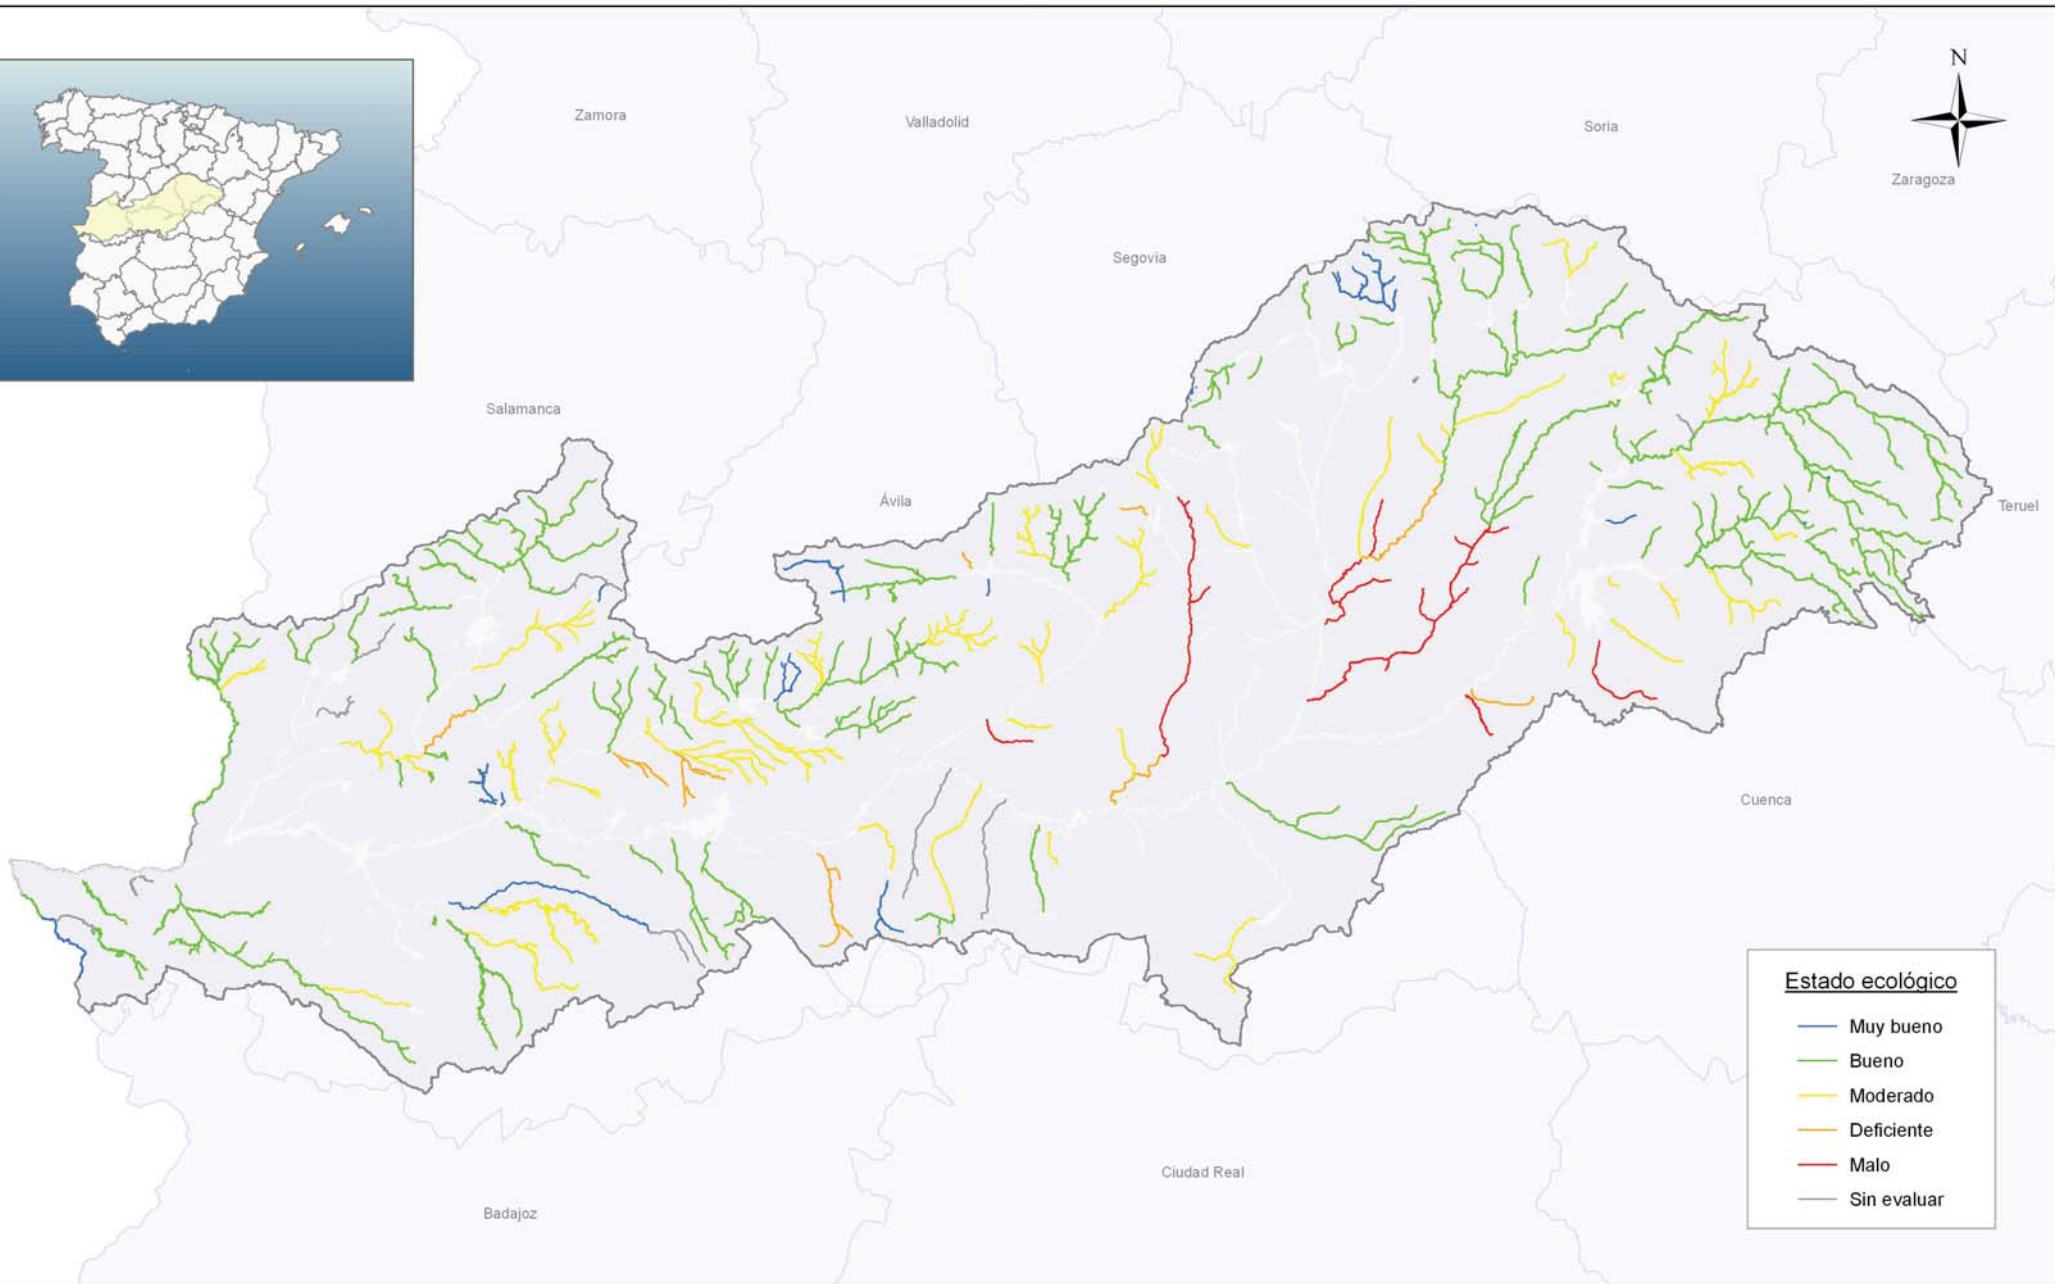 N
Zamora
Valladolid
Soria
Zaragoza
Segovia
Salamanca
Ávila
Teruel
Cuenca
Ciudad Real
Badajoz
Estado ecológico
Muy bueno
Bueno
Moderado
Deficiente
Malo
Sin evaluar